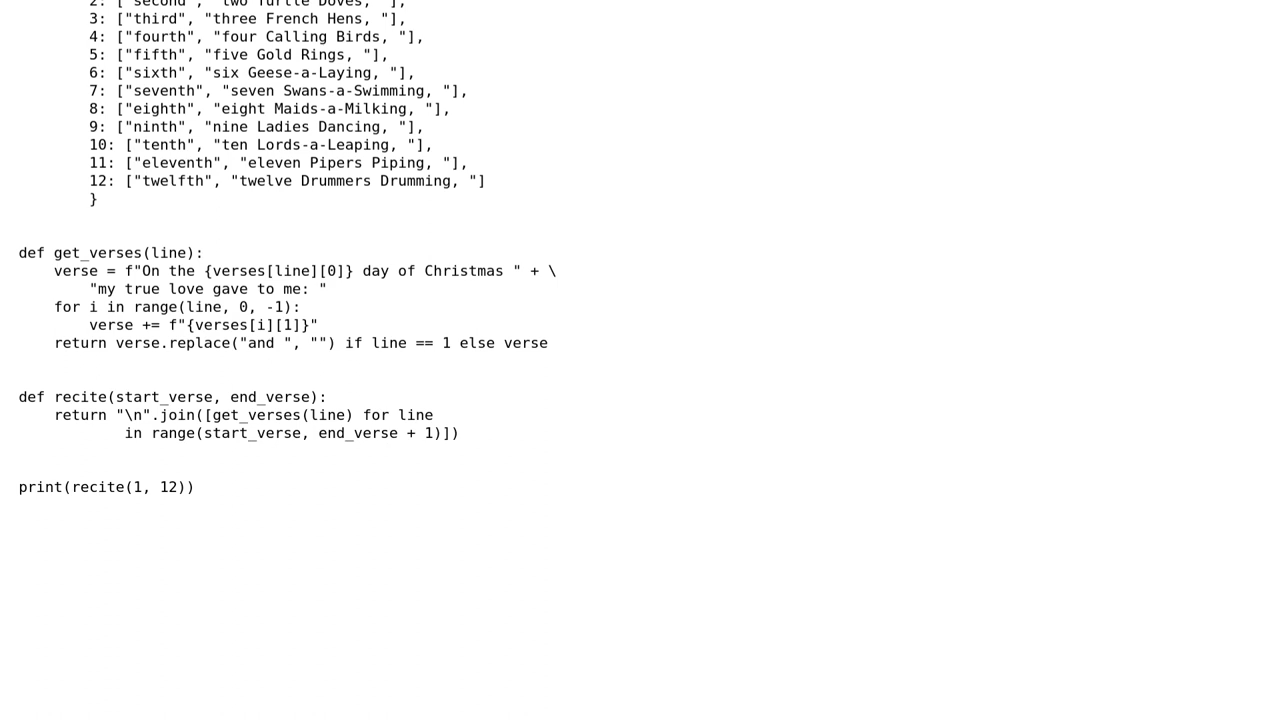 2: ["second", "two Turtle Doves, "],
3: ["third", "three French Hens, "],
4: ["fourth", "four Calling Birds, "],
5: ["fifth", "five Gold Rings, "],
6: ["sixth", "six Geese-a-Laying, "],
7: ["seventh", "seven Swans-a-Swimming, "],
8: ["eighth", "eight Maids-a-Milking, "],
9: ["ninth", "nine Ladies Dancing, "],
10: ["tenth", "ten Lords-a-Leaping, "],
11: ["eleventh", "eleven Pipers Piping, "],
12: ["twelfth", "twelve Drummers Drumming, "]
}
def get_verses(line):
verse = f"On the {verses[line][0]} day of Christmas " + \
"my true love gave to me: "
for i in range(line, 0, -1):
verse += f"{verses[i][1]}"
return verse.replace("and ", "") if line == 1 else verse
def recite(start_verse, end_verse):
return "\n".join([get_verses(line) for line
in range(start_verse, end_verse + 1)])
print(recite(1, 12))